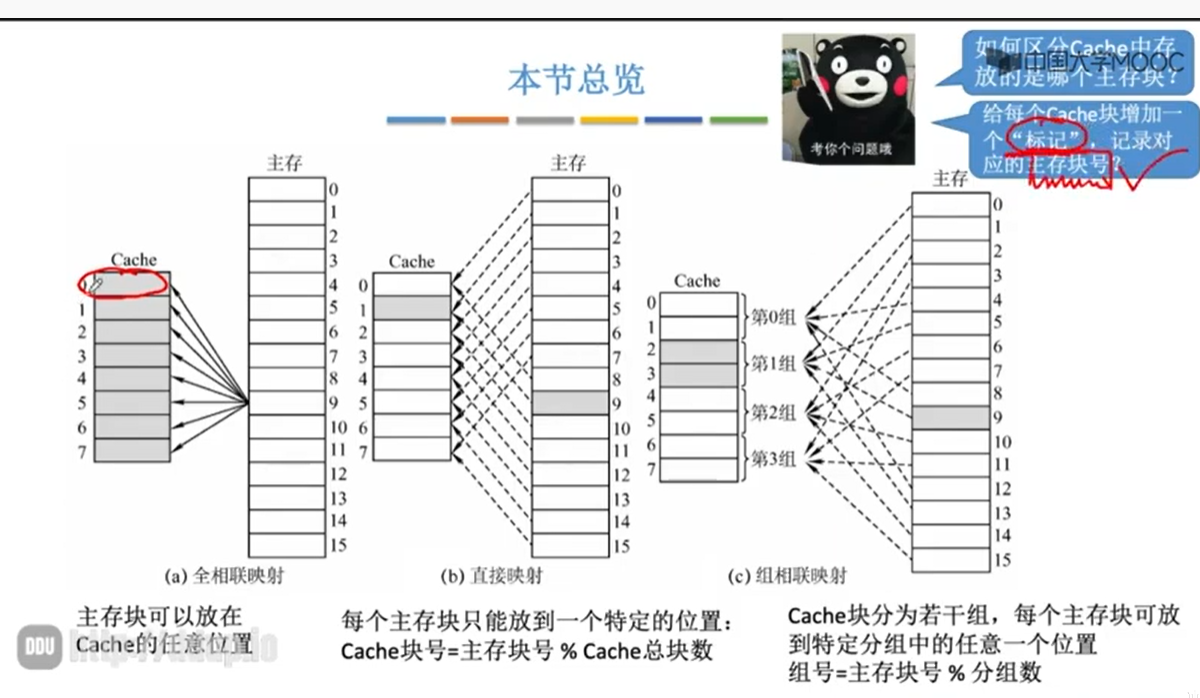 本节总览
考你个问题哦
如何区分Cache中存
放的是哪个主存块？
中国大学MOOC
给每个Cache块增加一
个“标记”，记录对
应的主存块号？
主存
0
1
2
3
4
5
6
7
8
9
10
11
12
13
14
15
Cache
1
2
3
4
5
6
7
(a) 全相联映射
主存
0
1
2
3
4
5
6
7
8
9
10
11
12
13
14
15
Cache
0
1
2
3
4
5
6
7
(b) 直接映射
主存
0
1
2
3
4
5
6
7
8
9
10
11
12
13
14
15
Cache
0
1
2
3
4
5
6
7
第0组
第1组
第2组
第3组
(c) 组相联映射
主存块可以放在
Cache的任意位置
每个主存块只能放到一个特定的位置：
Cache块号=主存块号 % Cache总块数
Cache块分为若干组，每个主存块可放
到特定分组中的任意一个位置
组号=主存块号 % 分组数
DDU